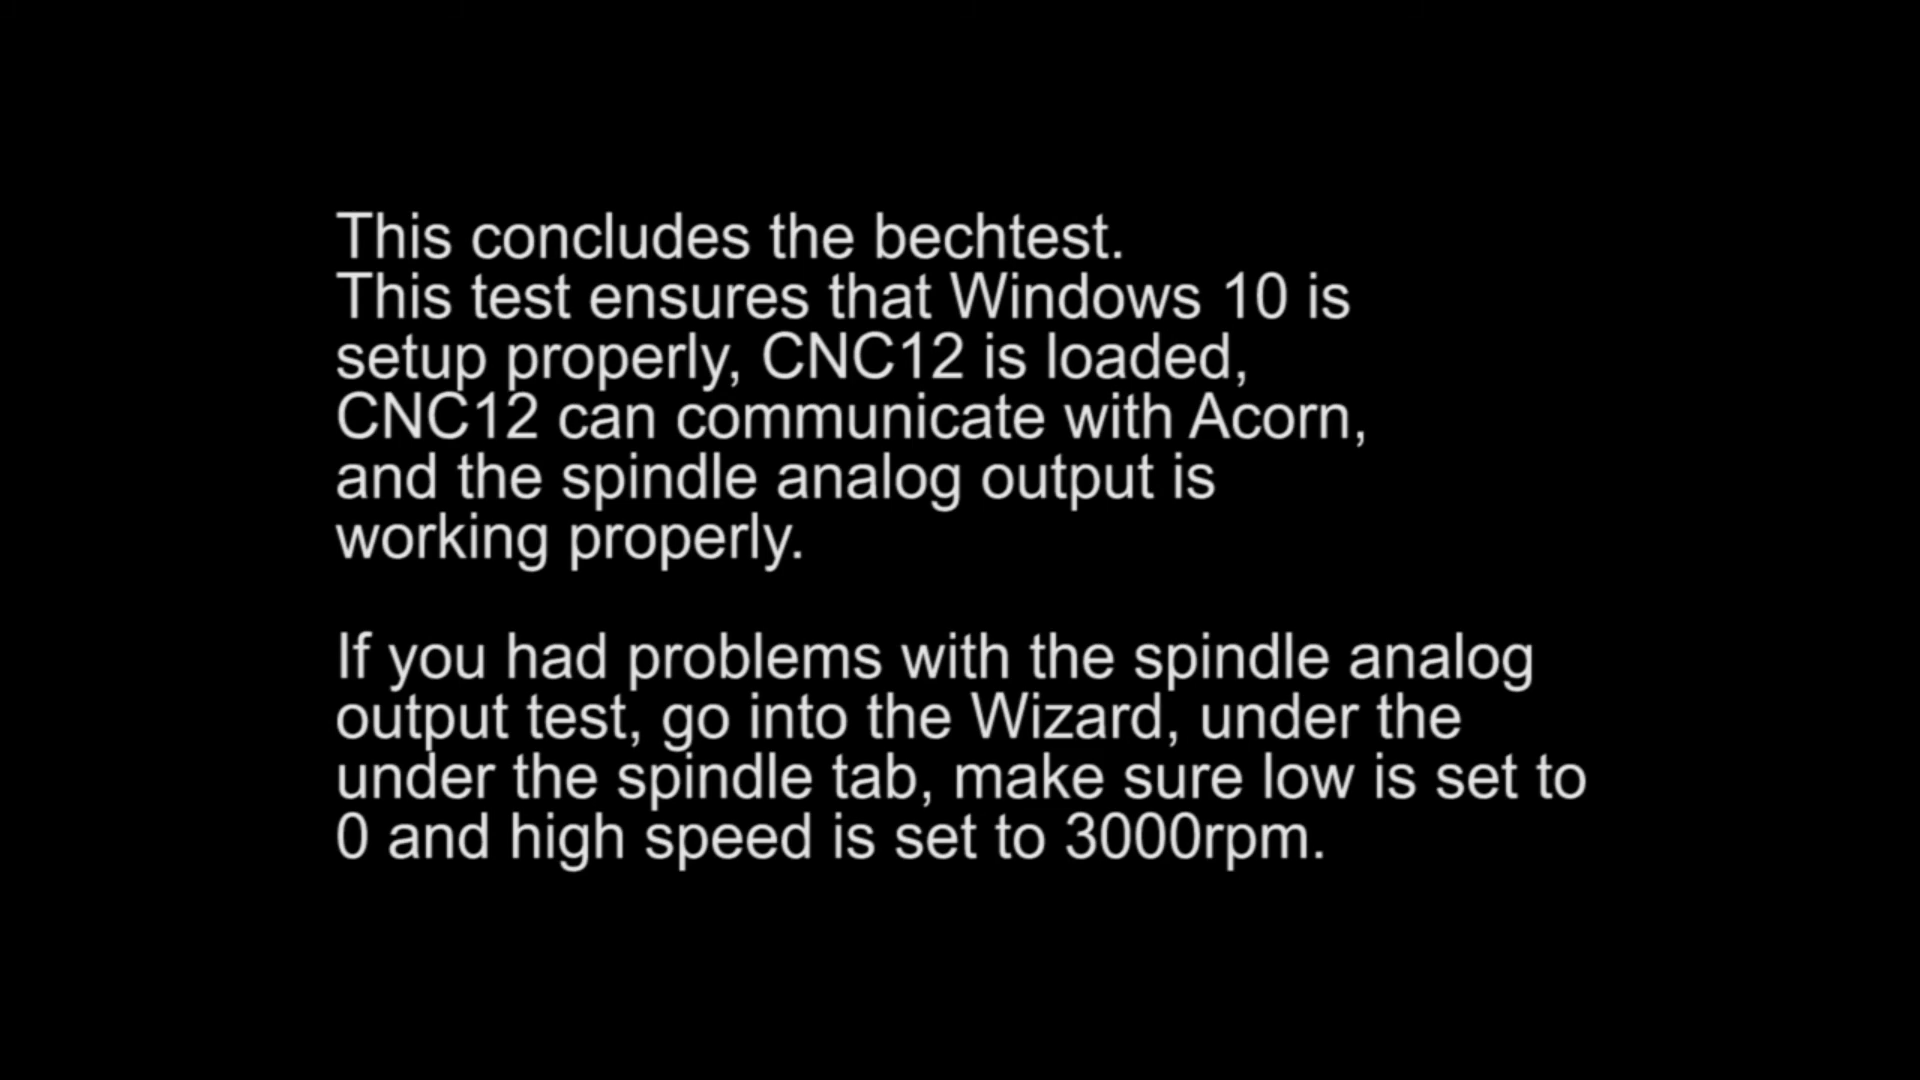 This concludes the bechtest.
This test ensures that Windows 10 is
setup properly, CNC12 is loaded,
CNC12 can communicate with Acorn,
and the spindle analog output is
working properly.
If you had problems with the spindle analog
output test, go into the Wizard, under the
under the spindle tab, make sure low is set to
0 and high speed is set to 3000rpm.